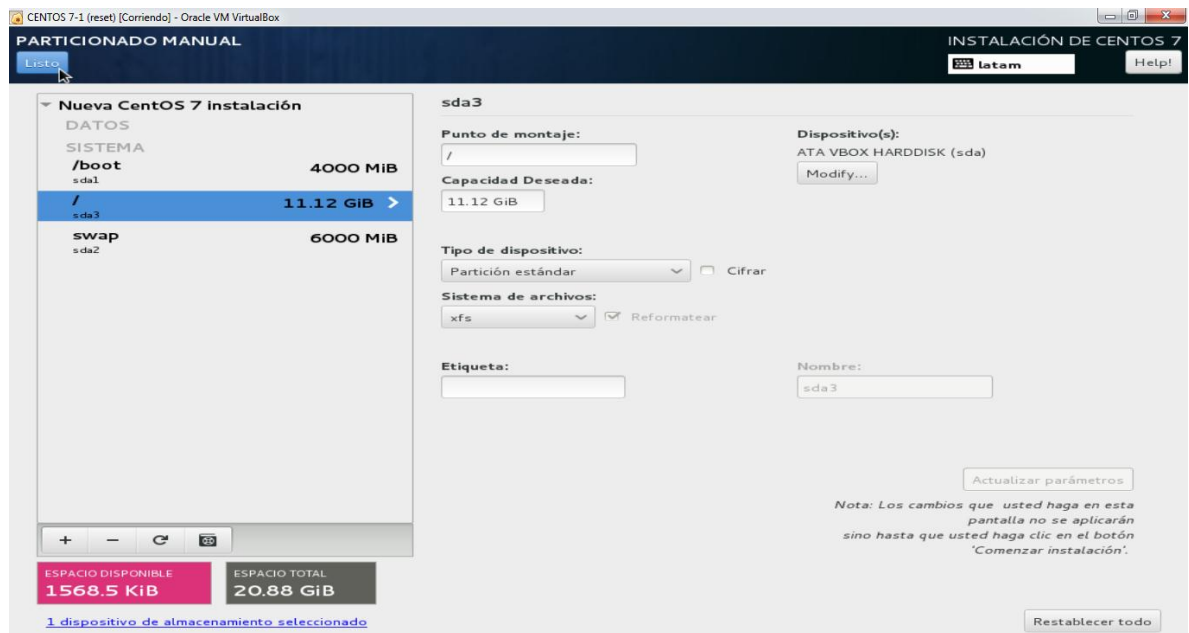 CENTOS 7-1 (reset) [Corriendo] - Oracle VM VirtualBox
PARTICIONADO MANUAL
INSTALACIÓN DE CENTOS 7
Listo
latam
Help!
Nueva CentOS 7 instalación
DATOS
SISTEMA
/boot
4000 MiB
sda1
/
11.12 GiB
sda3
swap
6000 MiB
sda2
sda3
Punto de montaje:
/
Capacidad Deseada:
11.12 GiB
Dispositivo(s):
ATA VBOX HARDDISK (sda)
Modify...
Tipo de dispositivo:
Partición estándar
Cifrar
Sistema de archivos:
xfs
Reformatear
Etiqueta:
Nombre:
sda3
Actualizar parámetros
Nota: Los cambios que usted haga en esta
pantalla no se aplicarán
sino hasta que usted haga clic en el botón
'Comenzar instalación'.
ESPACIO DISPONIBLE
1568.5 KiB
ESPACIO TOTAL
20.88 GiB
1 dispositivo de almacenamiento seleccionado
Restablecer todo